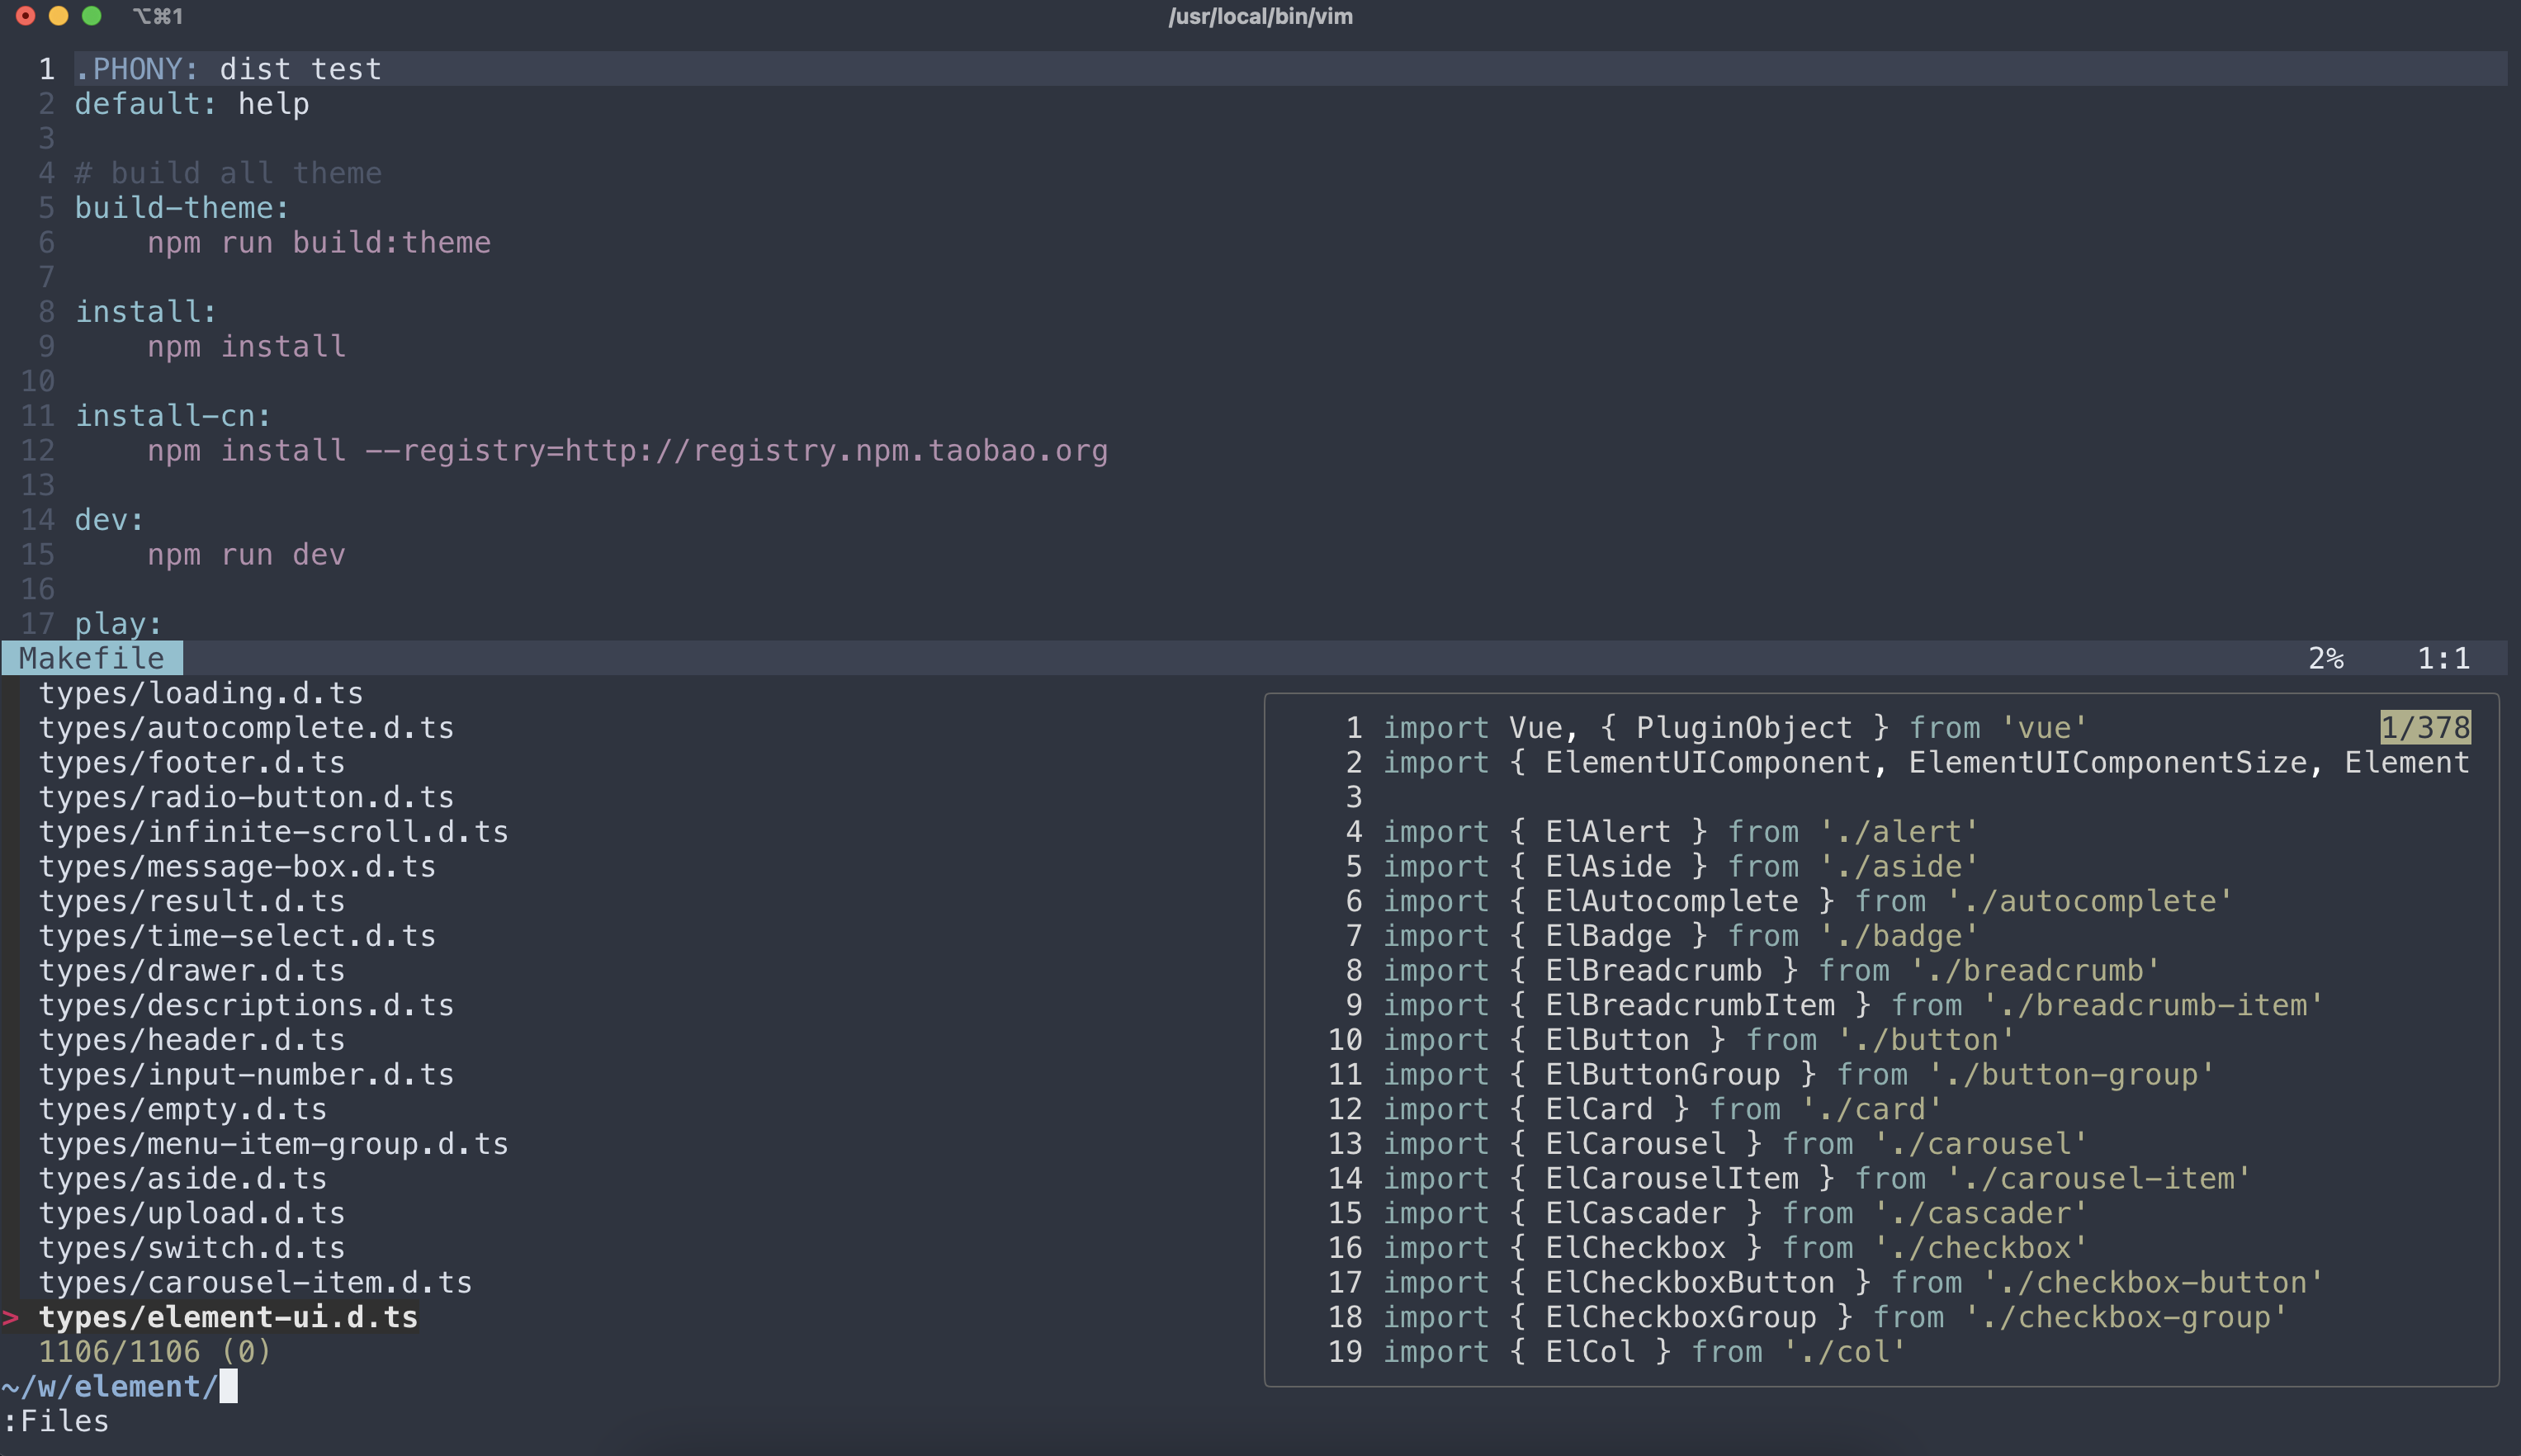 ⌥⌘1
/usr/local/bin/vim
1 .PHONY: dist test
2 default: help
3
4 # build all theme
5 build-theme:
6     npm run build:theme
7
8 install:
9     npm install
10
11 install-cn:
12     npm install --registry=http://registry.npm.taobao.org
13
14 dev:
15     npm run dev
16
17 play:
Makefile 2% 1:1
types/loading.d.ts
types/autocomplete.d.ts
types/footer.d.ts
types/radio-button.d.ts
types/infinite-scroll.d.ts
types/message-box.d.ts
types/result.d.ts
types/time-select.d.ts
types/drawer.d.ts
types/descriptions.d.ts
types/header.d.ts
types/input-number.d.ts
types/empty.d.ts
types/menu-item-group.d.ts
types/aside.d.ts
types/upload.d.ts
types/switch.d.ts
types/carousel-item.d.ts
> types/element-ui.d.ts
1106/1106 (0)
~/w/element/
:Files
1 import Vue, { PluginObject } from 'vue' 1/378
2 import { ElementUIComponent, ElementUIComponentSize, Element
3
4 import { ElAlert } from './alert'
5 import { ElAside } from './aside'
6 import { ElAutocomplete } from './autocomplete'
7 import { ElBadge } from './badge'
8 import { ElBreadcrumb } from './breadcrumb'
9 import { ElBreadcrumbItem } from './breadcrumb-item'
10 import { ElButton } from './button'
11 import { ElButtonGroup } from './button-group'
12 import { ElCard } from './card'
13 import { ElCarousel } from './carousel'
14 import { ElCarouselItem } from './carousel-item'
15 import { ElCascader } from './cascader'
16 import { ElCheckbox } from './checkbox'
17 import { ElCheckboxButton } from './checkbox-button'
18 import { ElCheckboxGroup } from './checkbox-group'
19 import { ElCol } from './col'